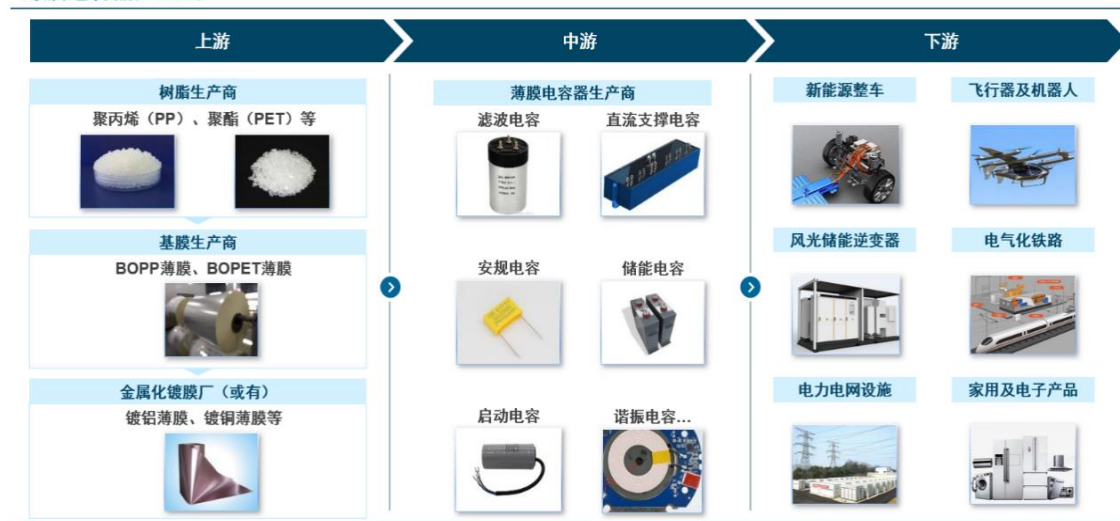 上游
中游
下游
树脂生产商
聚丙烯（PP）、聚酯（PET）等
基膜生产商
BOPP薄膜、BOPET薄膜
金属化镀膜厂（或有）
镀铝薄膜、镀铜薄膜等
薄膜电容器生产商
滤波电容
直流支撑电容
安规电容
储能电容
启动电容
谐振电容...
新能源整车
飞行器及机器人
风光储能逆变器
电气化铁路
电力电网设施
家用及电子产品